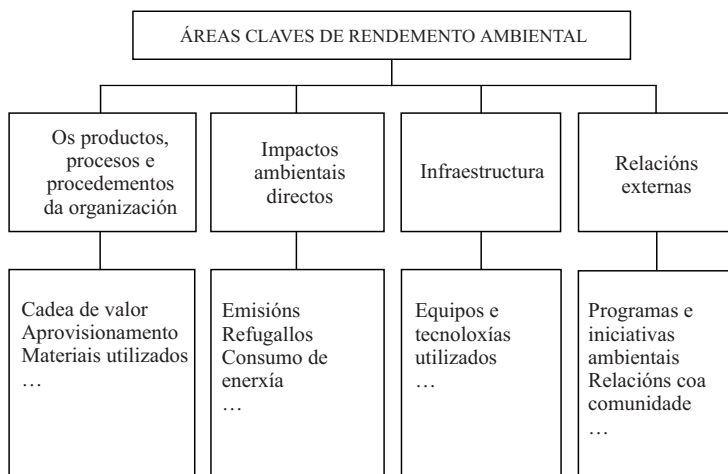 ÁREAS CLAVES DE RENDEMENTO AMBIENTAL
Os productos,
procesos e
procedementos
da organización
Impactos
ambientais
directos
Infraestructura
Relacións
externas
Cadea de valor
Aprovisionamento
Materiais utilizados
…
Emisións
Refugallos
Consumo de
enerxía
…
Equipos e
tecnoloxías
utilizados
…
Programas e
iniciativas
ambientais
Relacións coa
comunidade
…